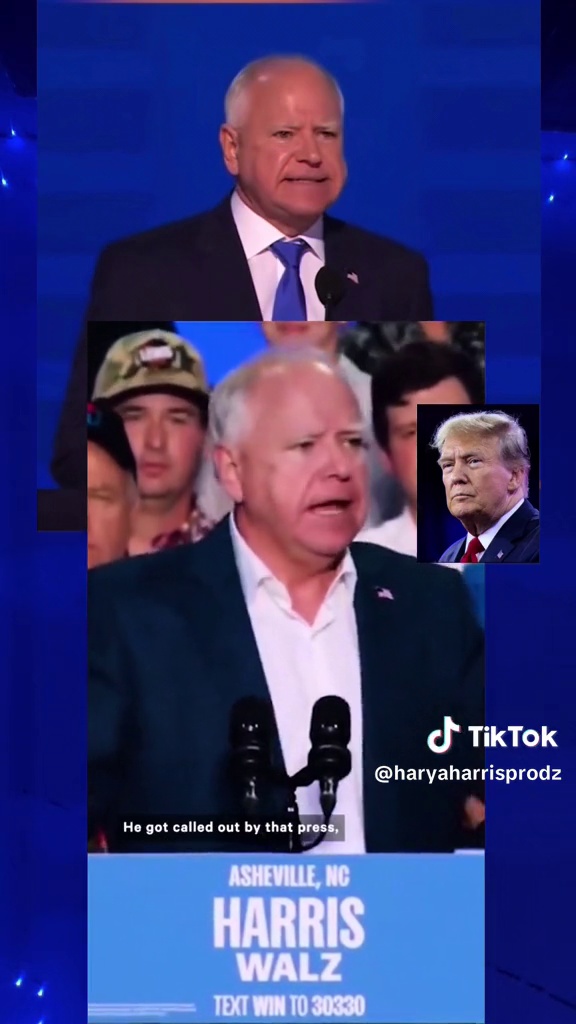 TikTok
@haryaharrisprodz
He got called out by that press,
ASHEVILLE, NC
HARRIS
WALZ
TEXT WIN TO 30330